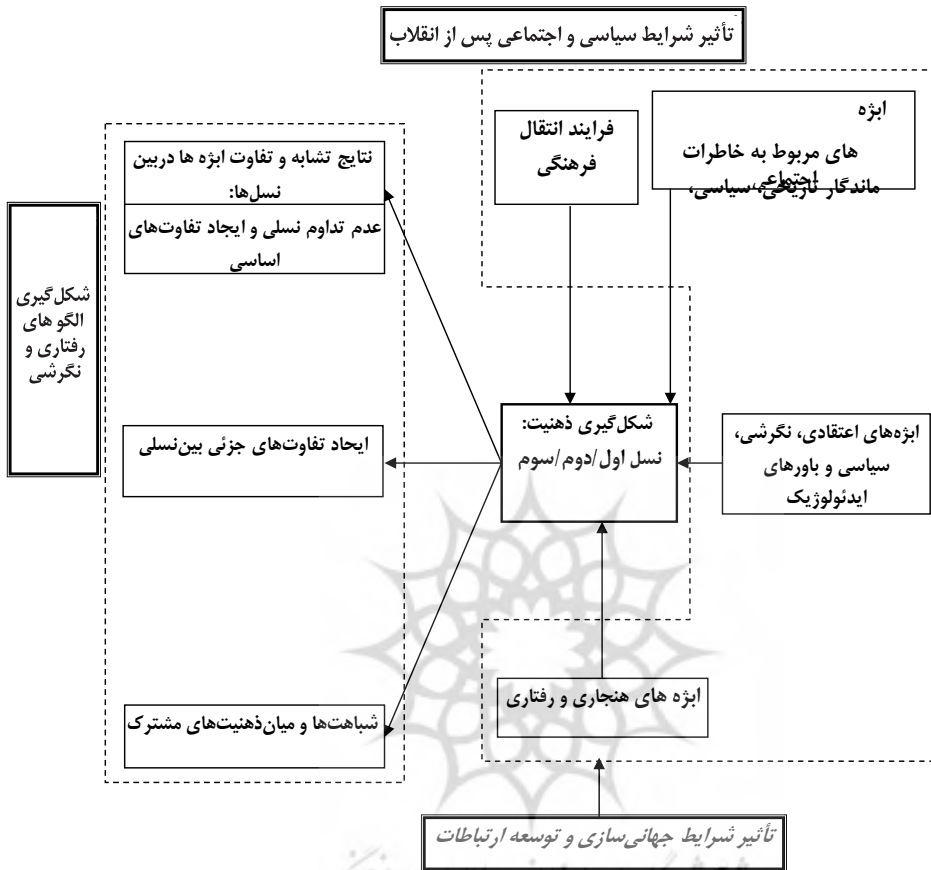 تأثیر شرایط سیاسی و اجتماعی پس از انقلاب
ابژه
های مربوط به خاطرات
اجتماعی
ماندگار تاریخی، سیاسی،
فرایند انتقال
فرهنگی
نتایج تشابه و تفاوت ابژه ها دربین
نسل‌ها:
عدم تداوم نسلی و ایجاد تفاوت‌های
اساسی
شکل‌گیری
الگو های
رفتاری و
نگرشی
شکل‌گیری ذهنیت:
نسل اول/دوم/سوم
ابژه‌های اعتقادی، نگرشی،
سیاسی و باورهای
ایدئولوژیک
ایحاد تفاوت‌های جزئی بین‌نسلی
ابژه های هنجاری و رفتاری
شباهت‌ها و میان‌ذهنیت‌های مشترک
تأثیر شرایط جهانی‌سازی و توسعه ارتباطات